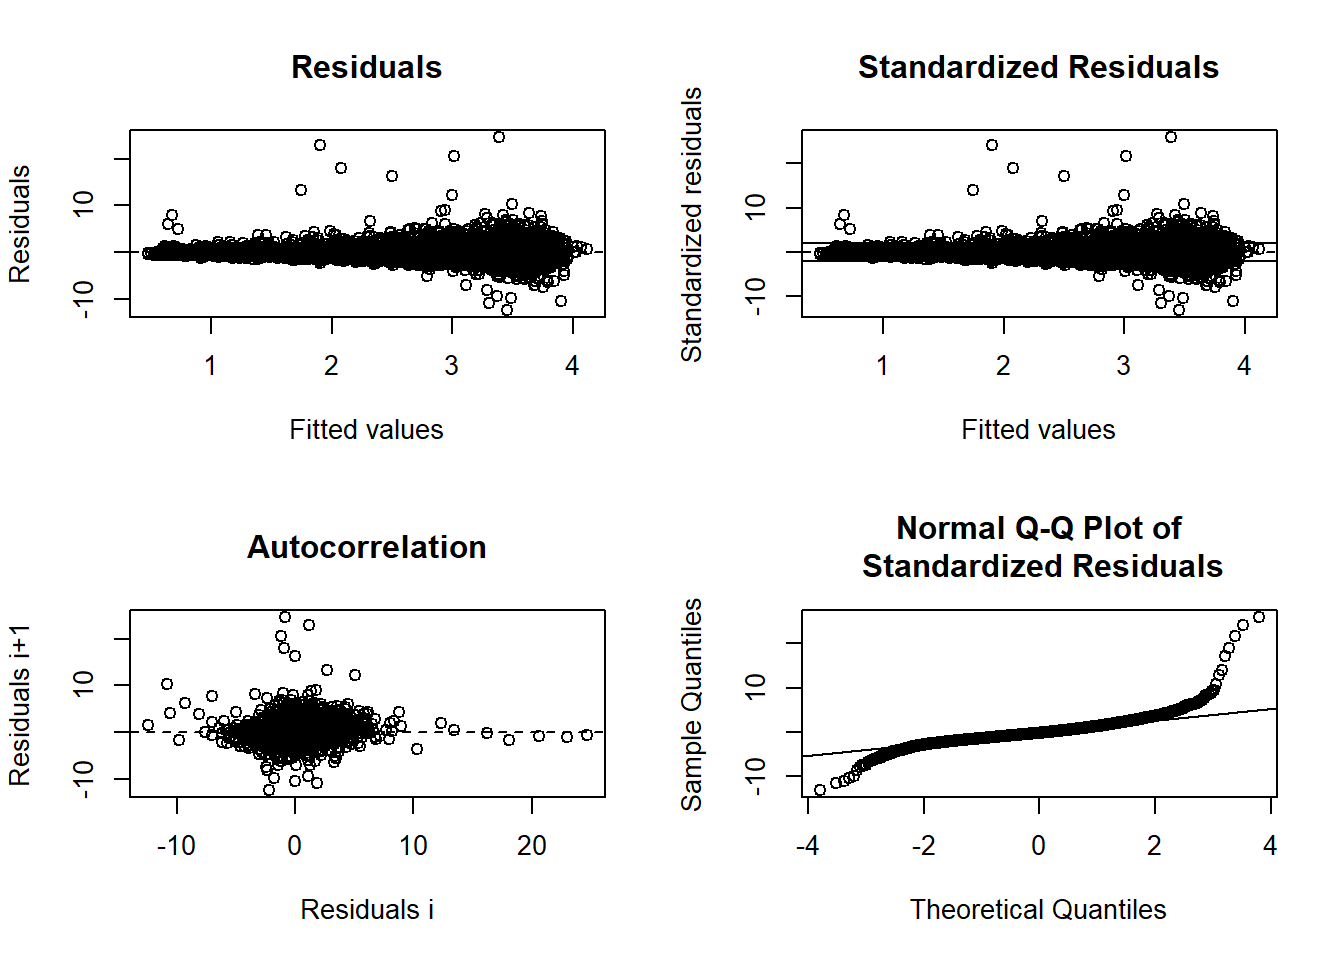 Residuals
Residuals
-10 10
1 2 3 4
Fitted values
Standardized Residuals
Standardized residuals
-10 10
1 2 3 4
Fitted values
Autocorrelation
Residuals i+1
-10 10
-10 0 10 20
Residuals i
Normal Q-Q Plot of
Standardized Residuals
Sample Quantiles
-10 10
-4 -2 0 2 4
Theoretical Quantiles